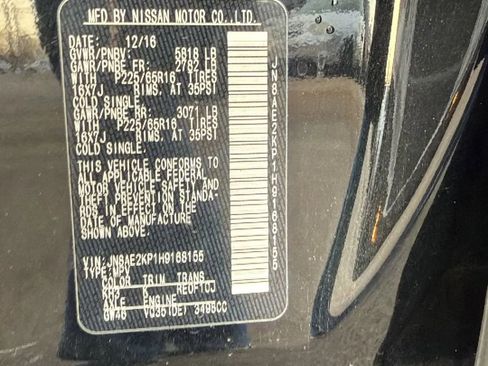 MFD BY NISSAN MOTOR CO.,LTD.
DATE: 12/16
GVWR/PNBV: 5818 LB
GAWR/PNBE FR: 2782 LB
WITH P225/65R16 TIRES
16X7J RIMS, AT 35PSI
COLD SINGLE
GAWR/PNBE RR: 3071 LB
WITH P225/65R16 TIRES
16X7J RIMS, AT 35PSI
COLD SINGLE
THIS VEHICLE CONFORMS TO
ALL APPLICABLE FEDERAL
MOTOR VEHICLE SAFETY AND
THEFT PREVENTION STANDA-
RDS IN EFFECT ON THE DATE
OF MANUFACTURE
SHOWN ABOVE.
VIN:JN8AE2KP1H9168155
TYPE:MPV
COLOR TRIM TRANS
KH3 RE0F10J
AXLE ENGINE
GW46 VQ35(DE) 3495CC
JN8AE2KP1H9168155